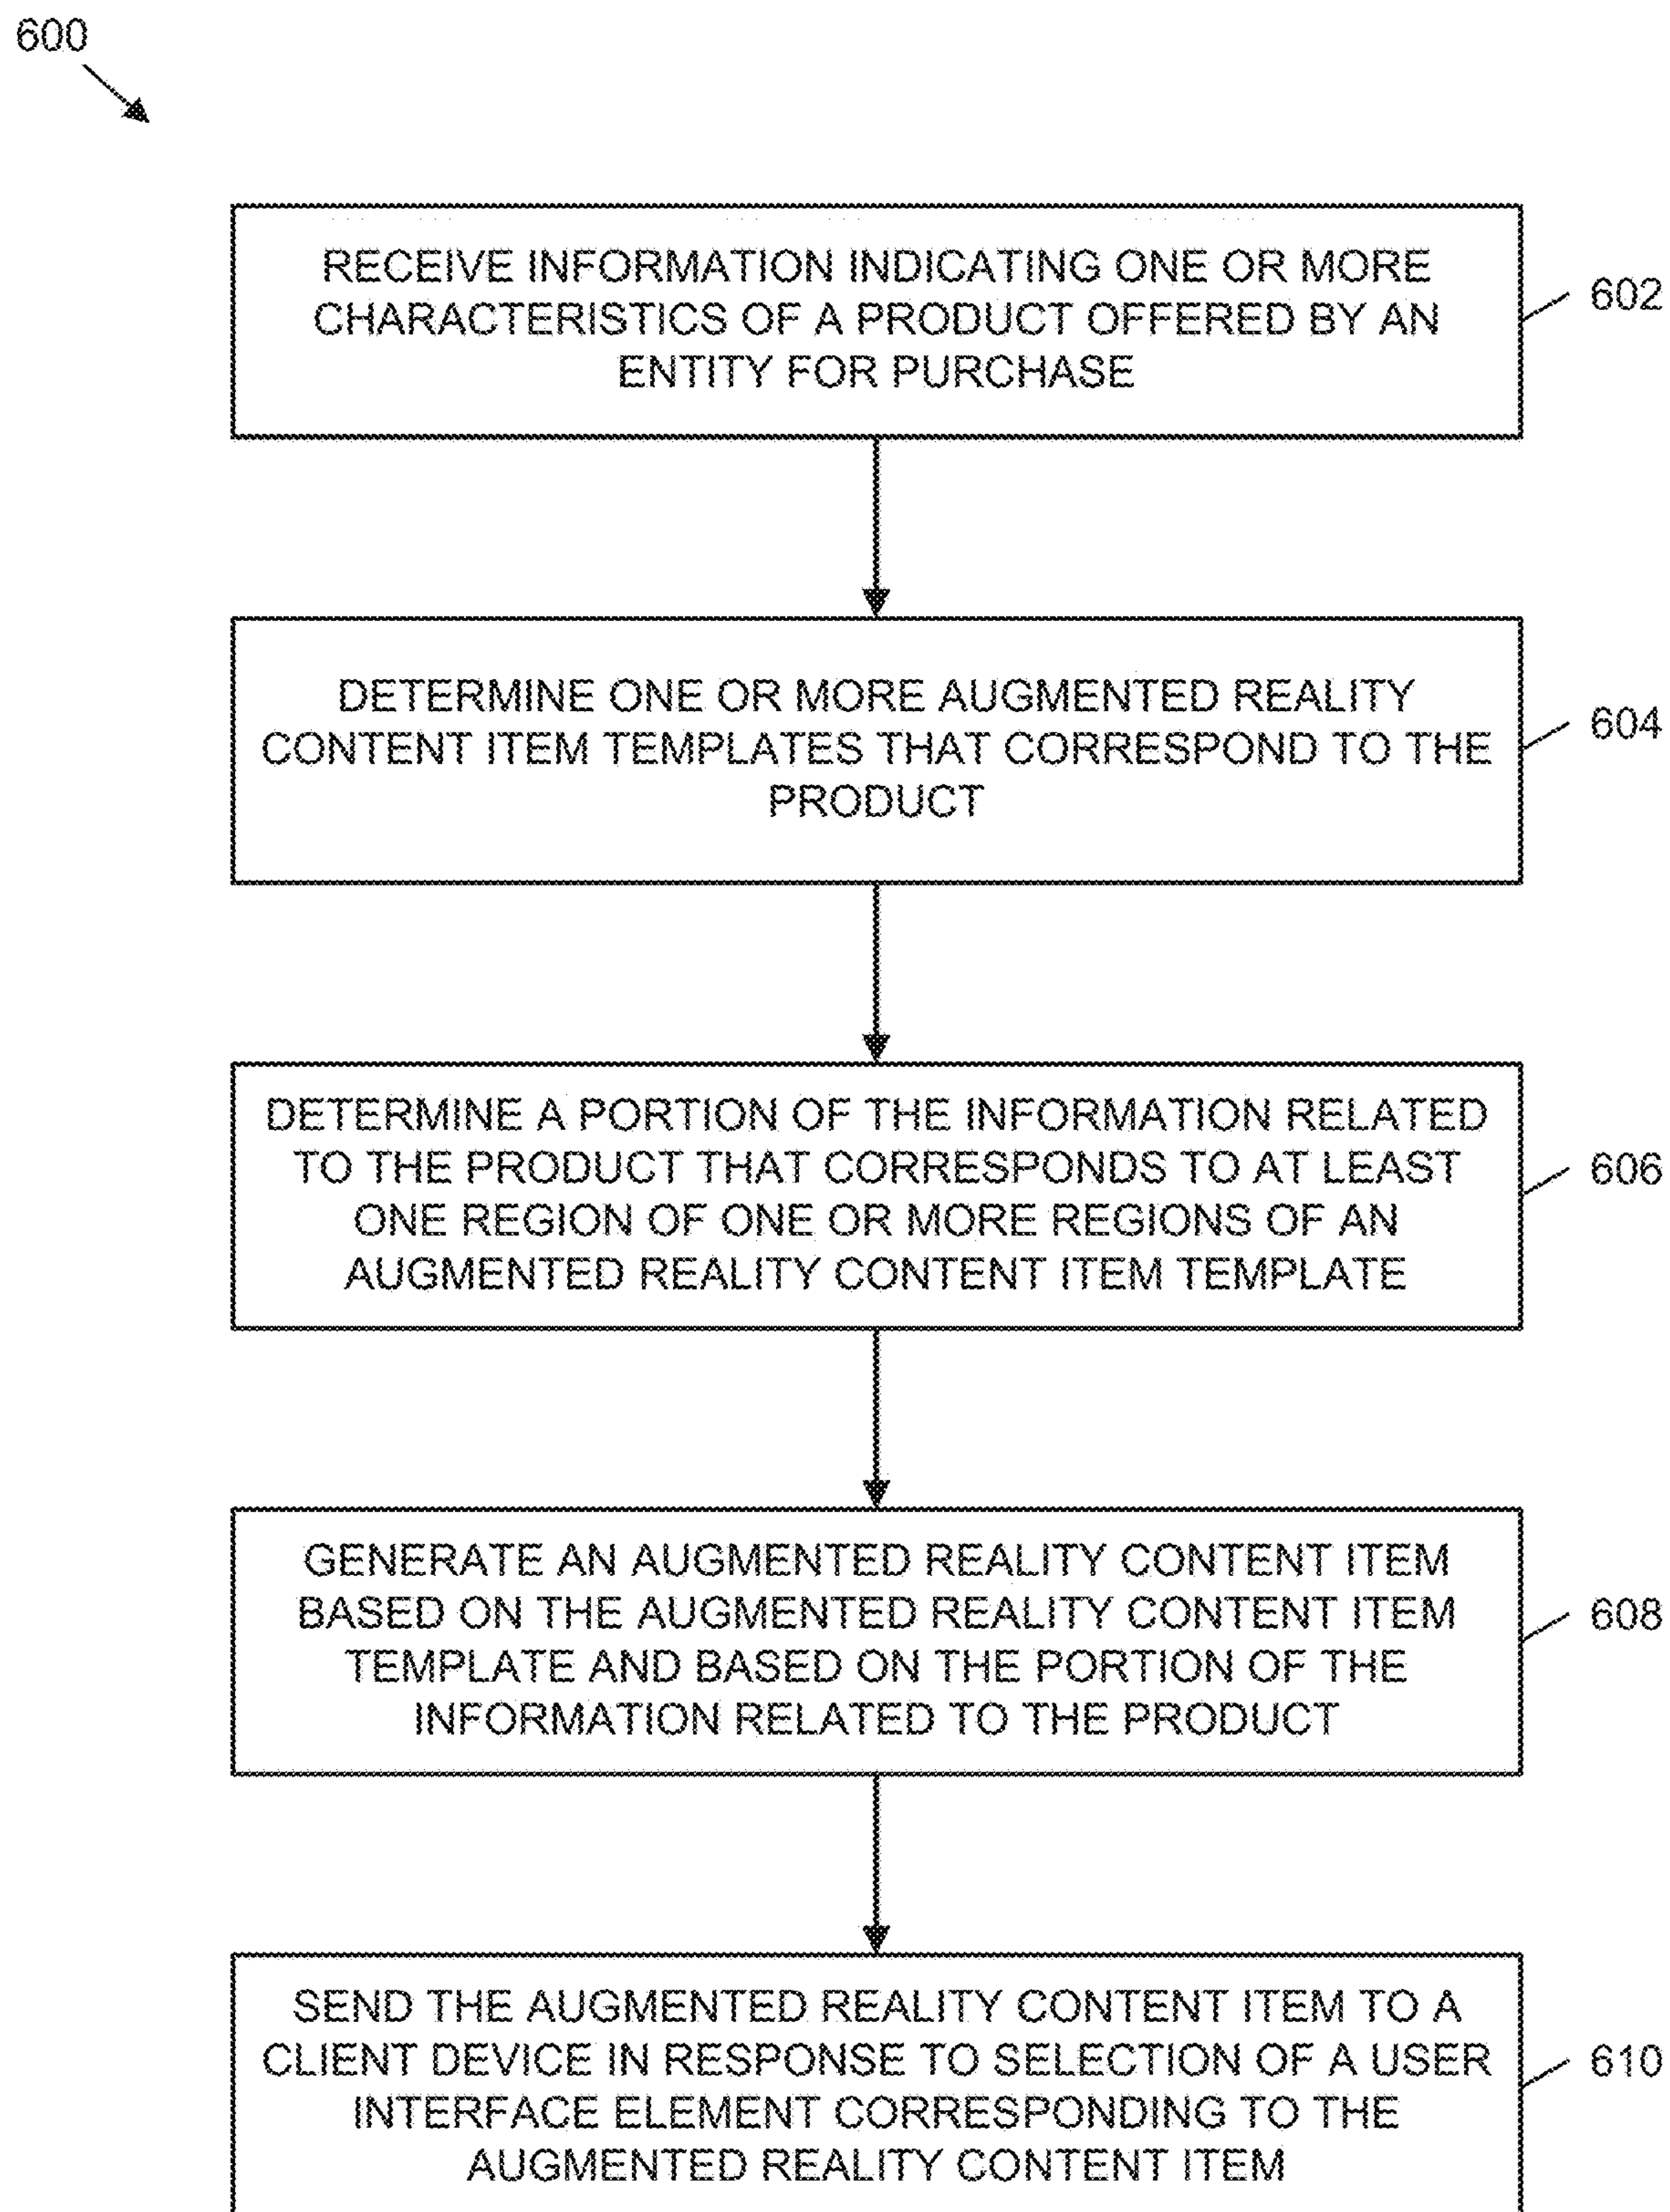 600
RECEIVE INFORMATION INDICATING ONE OR MORE
CHARACTERISTICS OF A PRODUCT OFFERED BY AN
ENTITY FOR PURCHASE
602
DETERMINE ONE OR MORE AUGMENTED REALITY
CONTENT ITEM TEMPLATES THAT CORRESPOND TO THE
PRODUCT
604
DETERMINE A PORTION OF THE INFORMATION RELATED
TO THE PRODUCT THAT CORRESPONDS TO AT LEAST
ONE REGION OF ONE OR MORE REGIONS OF AN
AUGMENTED REALITY CONTENT ITEM TEMPLATE
606
GENERATE AN AUGMENTED REALITY CONTENT ITEM
BASED ON THE AUGMENTED REALITY CONTENT ITEM
TEMPLATE AND BASED ON THE PORTION OF THE
INFORMATION RELATED TO THE PRODUCT
608
SEND THE AUGMENTED REALITY CONTENT ITEM TO A
CLIENT DEVICE IN RESPONSE TO SELECTION OF A USER
INTERFACE ELEMENT CORRESPONDING TO THE
AUGMENTED REALITY CONTENT ITEM
610